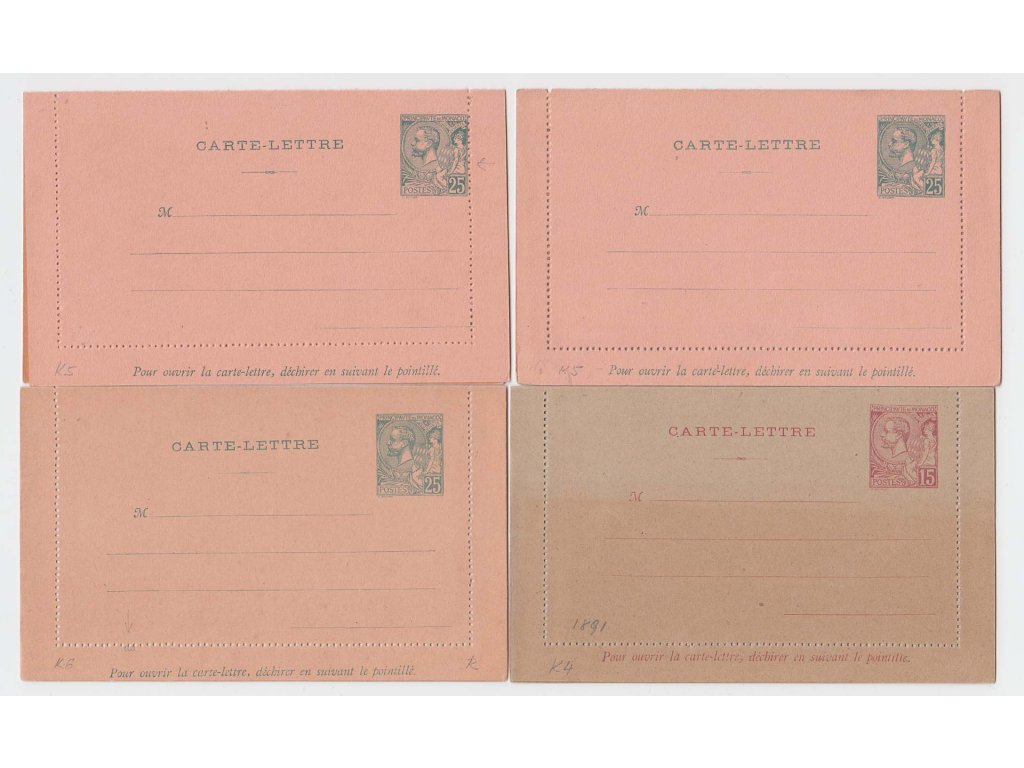 PRINCIPAUTÉ DE MONACO
CARTE-LETTRE
POSTES 25
M
K5
Pour ouvrir la carte-lettre, déchirer en suivant le pointillé.
PRINCIPAUTÉ DE MONACO
CARTE-LETTRE
POSTES 25
M
K5
Pour ouvrir la carte-lettre, déchirer en suivant le pointillé.
PRINCIPAUTÉ DE MONACO
CARTE-LETTRE
POSTES 25
M
K6
Pour ouvrir la carte-lettre, déchirer en suivant le pointillé.
PRINCIPAUTÉ DE MONACO
CARTE-LETTRE
POSTES 15
M
1891
Pour ouvrir la carte-lettre, déchirer en suivant le pointillé.
K4